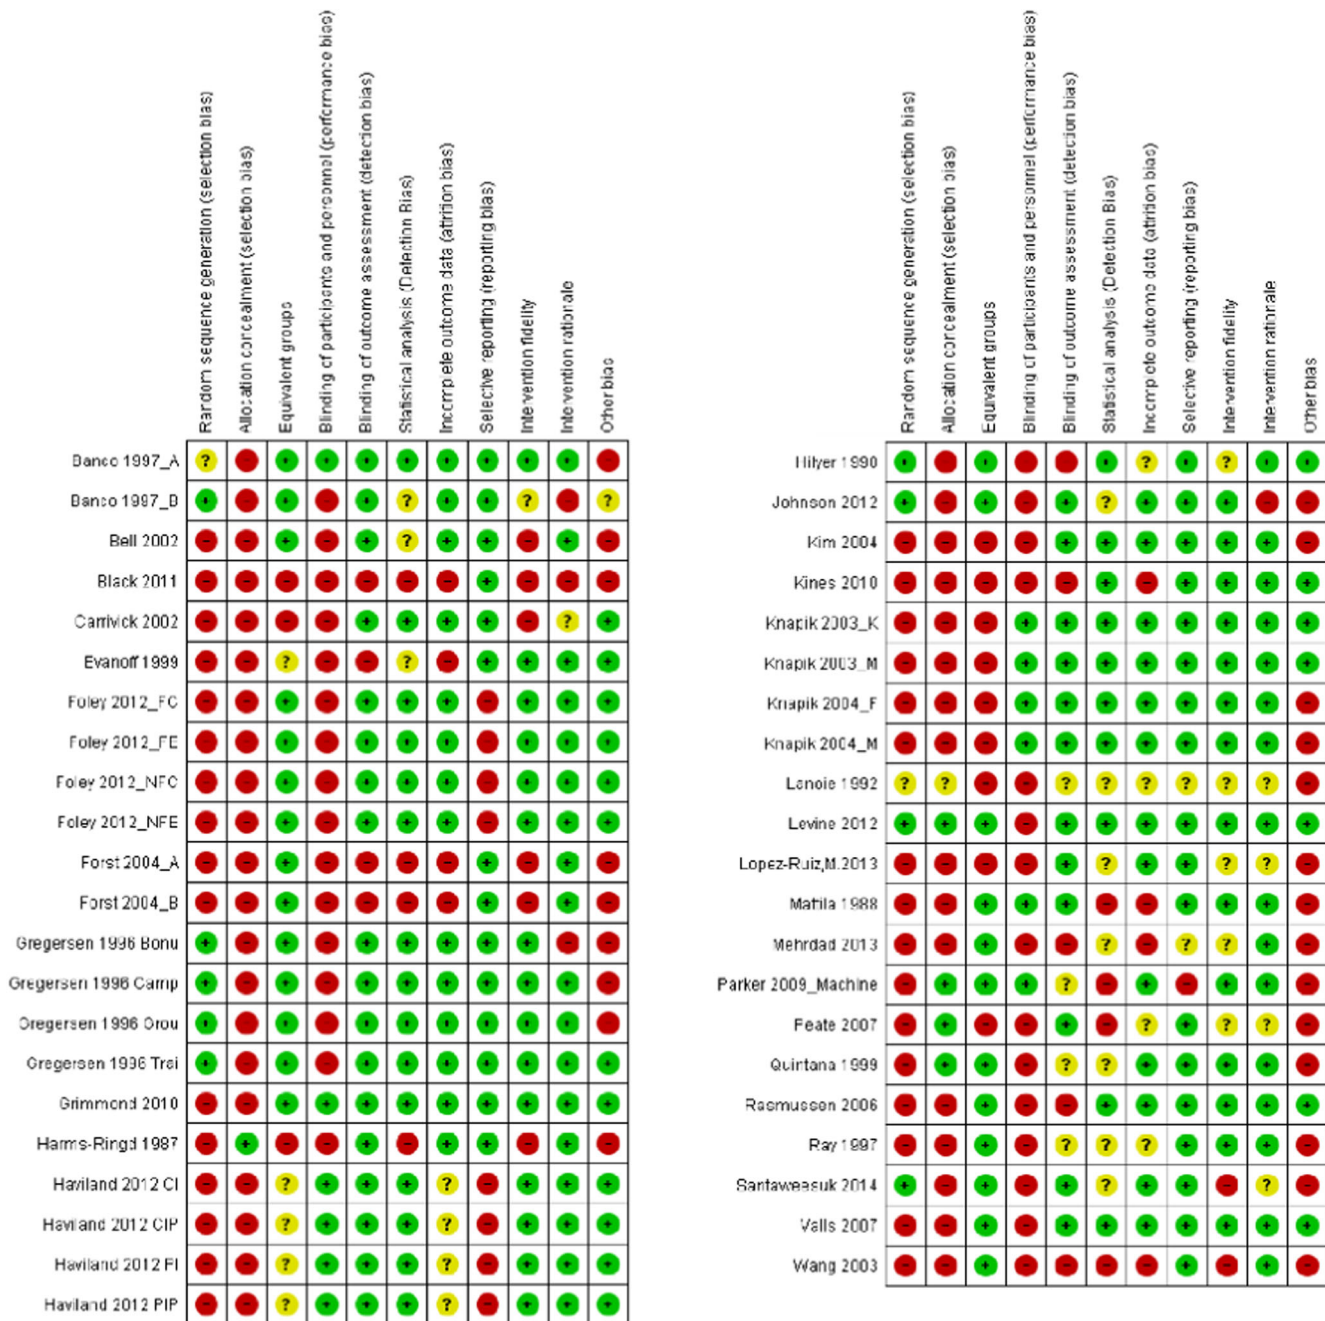 Random sequence generation (selection bias)
Allocation concealment (selection bias)
Equivalent groups
Blinding of participants and personnel (performance bias)
Blinding of outcome assessment (detection bias)
Statistical analysis (Detection Bias)
Incomplete outcome data (attrition bias)
Selective reporting (reporting bias)
Intervention fidelity
Intervention rationale
Other bias
Banco 1997_A ? - + + + + + + + + -
Banco 1997_B + - + - + ? + + ? - ?
Bell 2002 - - + - + ? + + - + -
Black 2011 - - - - - - - + - - -
Carrivick 2002 - - - - + + + + - ? +
Evanoff 1999 - - ? - - ? - + + + +
Foley 2012_FC - - + - + + + - + + +
Foley 2012_FE - - + - + + + - + + +
Foley 2012_NFC - - + - + + + - + + +
Foley 2012_NFE - - + - + + + - + + +
Forst 2004_A - - + - - - - + - + -
Forst 2004_B - - + - - - - + - + -
Gregersen 1996 Bonu + - + - + + + + + - -
Gregersen 1996 Camp + - + - + + + + + + -
Gregersen 1996 Grou + - + - + + + + + + -
Gregersen 1996 Trai + - + - + + + + + + +
Grimmond 2010 - - + + + + + + + + +
Harms-Ringd 1987 - + - - + - + + - + -
Haviland 2012 CI - - ? + + + ? - + + +
Haviland 2012 CIP - - ? + + + ? - + + +
Haviland 2012 FI - - ? + + + ? - + + +
Haviland 2012 PIP - - ? + + + ? - + + +
Random sequence generation (selection bias)
Allocation concealment (selection bias)
Equivalent groups
Blinding of participants and personnel (performance bias)
Blinding of outcome assessment (detection bias)
Statistical analysis (Detection Bias)
Incomplete outcome data (attrition bias)
Selective reporting (reporting bias)
Intervention fidelity
Intervention rationale
Other bias
Hilyer 1990 + - + - - + ? + ? + +
Johnson 2012 + - + - + ? + + + - -
Kim 2004 - - - - + + + + + + -
Kines 2010 - - - - - + - + + + +
Knapik 2003_K - - - + + + + + + + +
Knapik 2003_M - - - + + + + + + + +
Knapik 2004_F - - - + + + + + + + -
Knapik 2004_M - - - + + + + + + + -
Lanoie 1992 ? ? - - ? ? ? ? ? ? -
Levine 2012 + + + - + + + + + + +
Lopez-Ruiz,M.2013 - - - - + ? + + ? ? -
Mattila 1988 - - + + + - - + + + -
Mehrdad 2013 - - + - - ? - ? ? + -
Parker 2009_Machine - + + + ? - + - + + -
Peate 2007 - + - - + - ? + ? ? -
Quintana 1999 - + + - ? ? + + + + -
Rasmussen 2006 - - + - - + + + + + +
Ray 1997 - - + - ? ? ? + + + -
Santaweesuk 2014 + - + - + ? + + - ? -
Valls 2007 - - + - + + + + + + +
Wang 2003 - - + - - - - + - + -